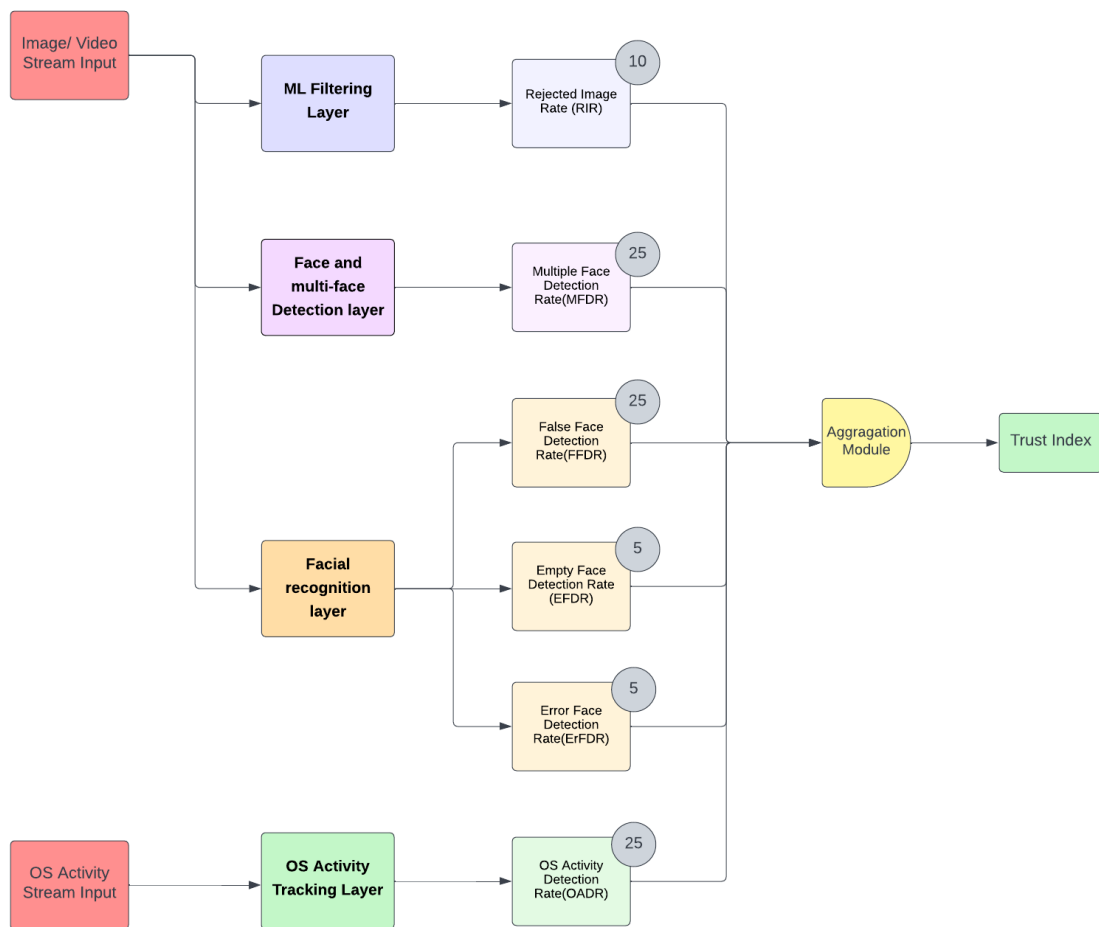 Image/ Video
Stream Input
ML Filtering
Layer
10
Rejected Image
Rate (RIR)
Face and
multi-face
Detection layer
25
Multiple Face
Detection
Rate(MFDR)
25
False Face
Detection
Rate(FFDR)
Aggragation
Module
Trust Index
Facial
recognition
layer
5
Empty Face
Detection Rate
(EFDR)
5
Error Face
Detection
Rate(ErFDR)
OS Activity
Stream Input
OS Activity
Tracking Layer
25
OS Activity
Detection
Rate(OADR)